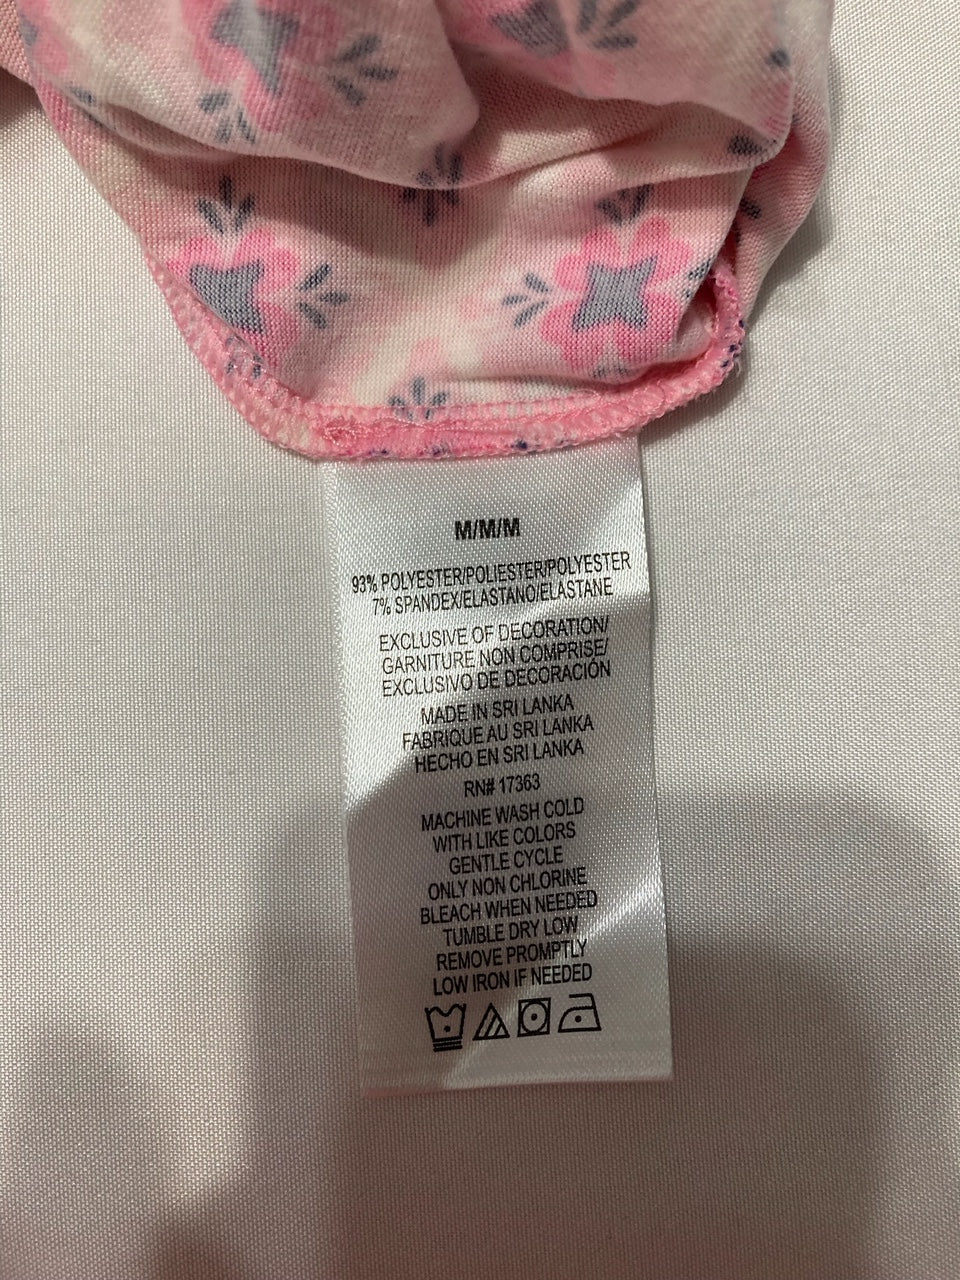 M/M/M
93% POLYESTER/POLIESTER/POLYESTER
7% SPANDEX/ELASTANO/ELASTANE
EXCLUSIVE OF DECORATION/
GARNITURE NON COMPRISE/
EXCLUSIVO DE DECORACIÓN
MADE IN SRI LANKA
FABRIQUE AU SRI LANKA
HECHO EN SRI LANKA
RN# 17363
MACHINE WASH COLD
WITH LIKE COLORS
GENTLE CYCLE
ONLY NON CHLORINE
BLEACH WHEN NEEDED
TUMBLE DRY LOW
REMOVE PROMPTLY
LOW IRON IF NEEDED